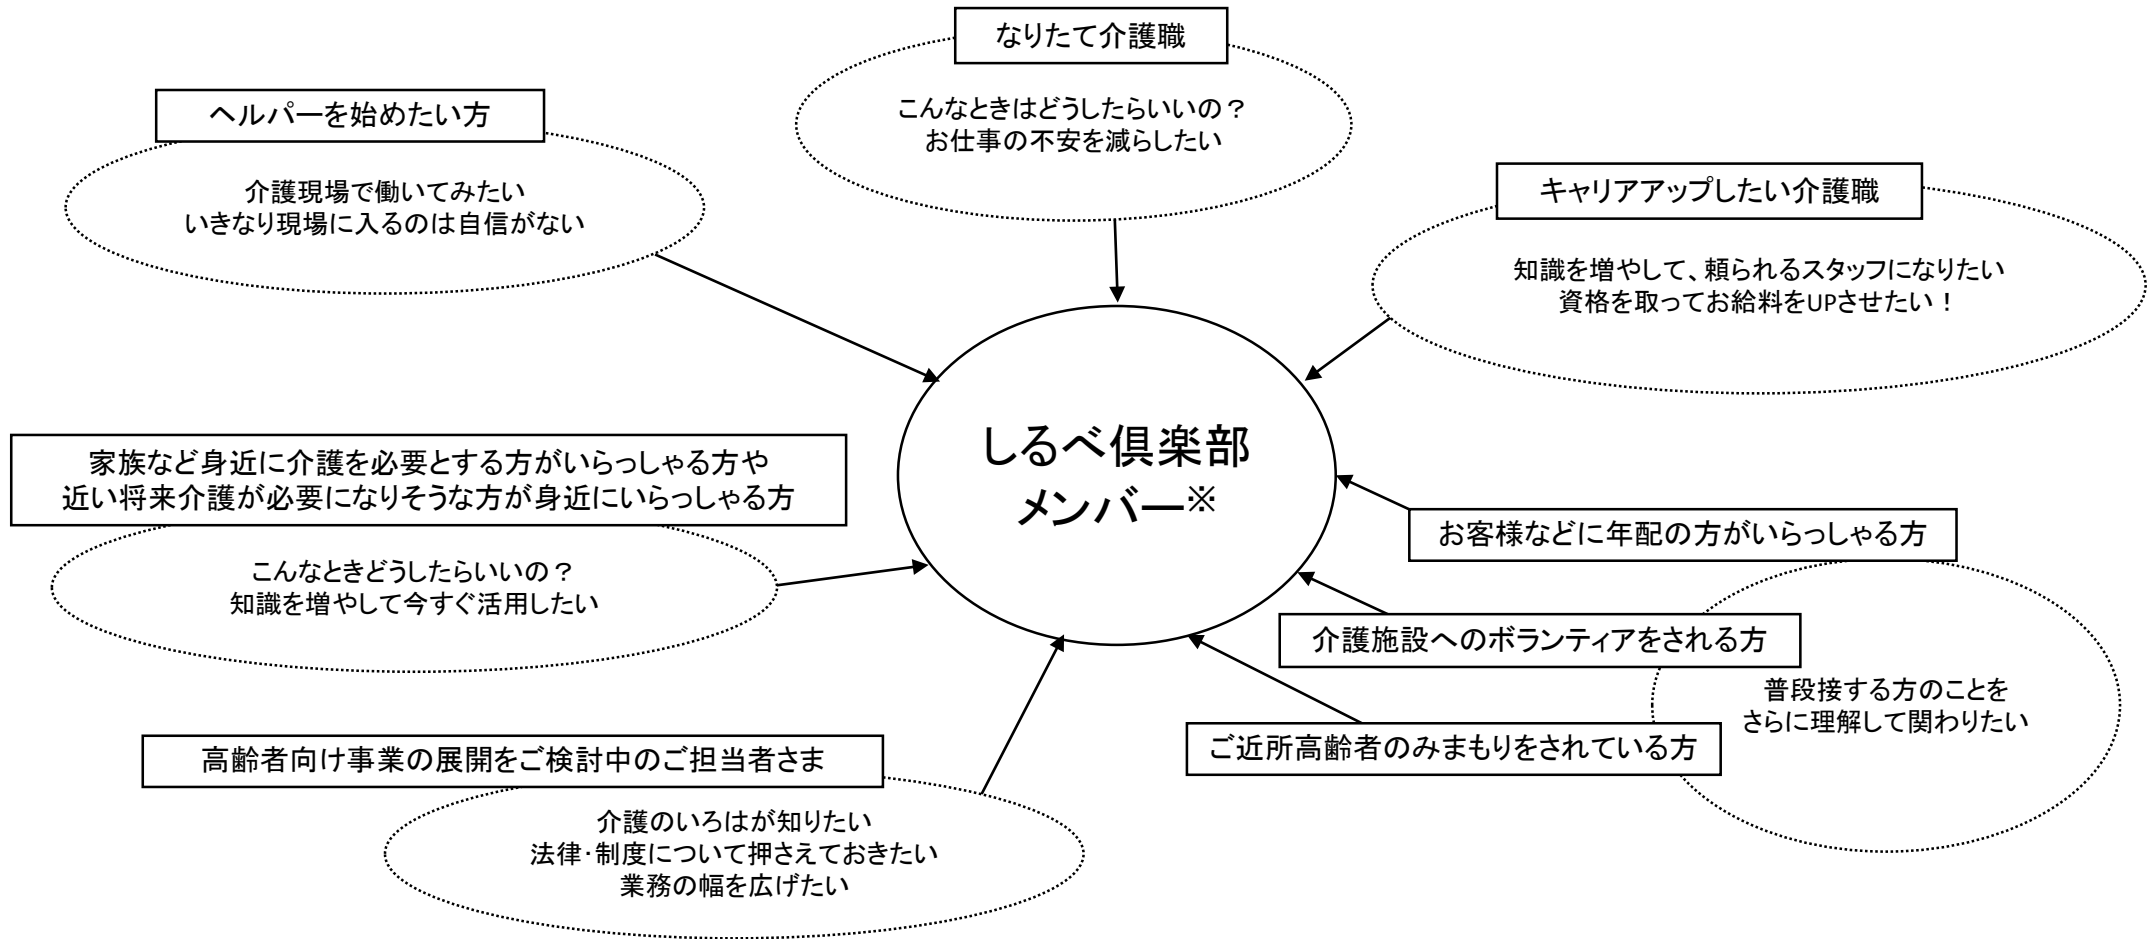 なりたて介護職
こんなときはどうしたらいいの？
お仕事の不安を減らしたい
ヘルパーを始めたい方
介護現場で働いてみたい
いきなり現場に入るのは自信がない
キャリアアップしたい介護職
知識を増やして、頼られるスタッフになりたい
資格を取ってお給料をUPさせたい！
しるべ倶楽部
メンバー※
家族など身近に介護を必要とする方がいらっしゃる方や
近い将来介護が必要になりそうな方が身近にいらっしゃる方
こんなときどうしたらいいの？
知識を増やして今すぐ活用したい
お客様などに年配の方がいらっしゃる方
介護施設へのボランティアをされる方
ご近所高齢者のみまもりをされている方
普段接する方のことを
さらに理解して関わりたい
高齢者向け事業の展開をご検討中のご担当者さま
介護のいろはが知りたい
法律・制度について押さえておきたい
業務の幅を広げたい